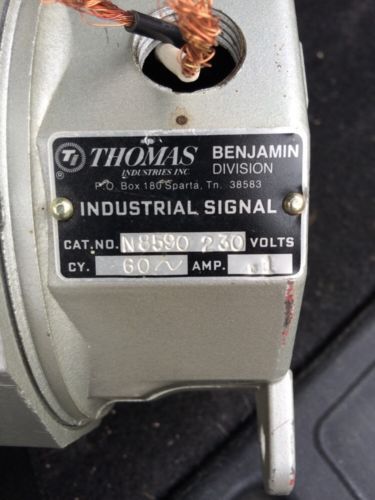 TI THOMAS BENJAMIN
INDUSTRIES INC DIVISION
®
P.O. Box 180 Sparta, Tn. 38583
INDUSTRIAL SIGNAL
CAT.NO. N8590 230 VOLTS
CY. 60~ AMP.